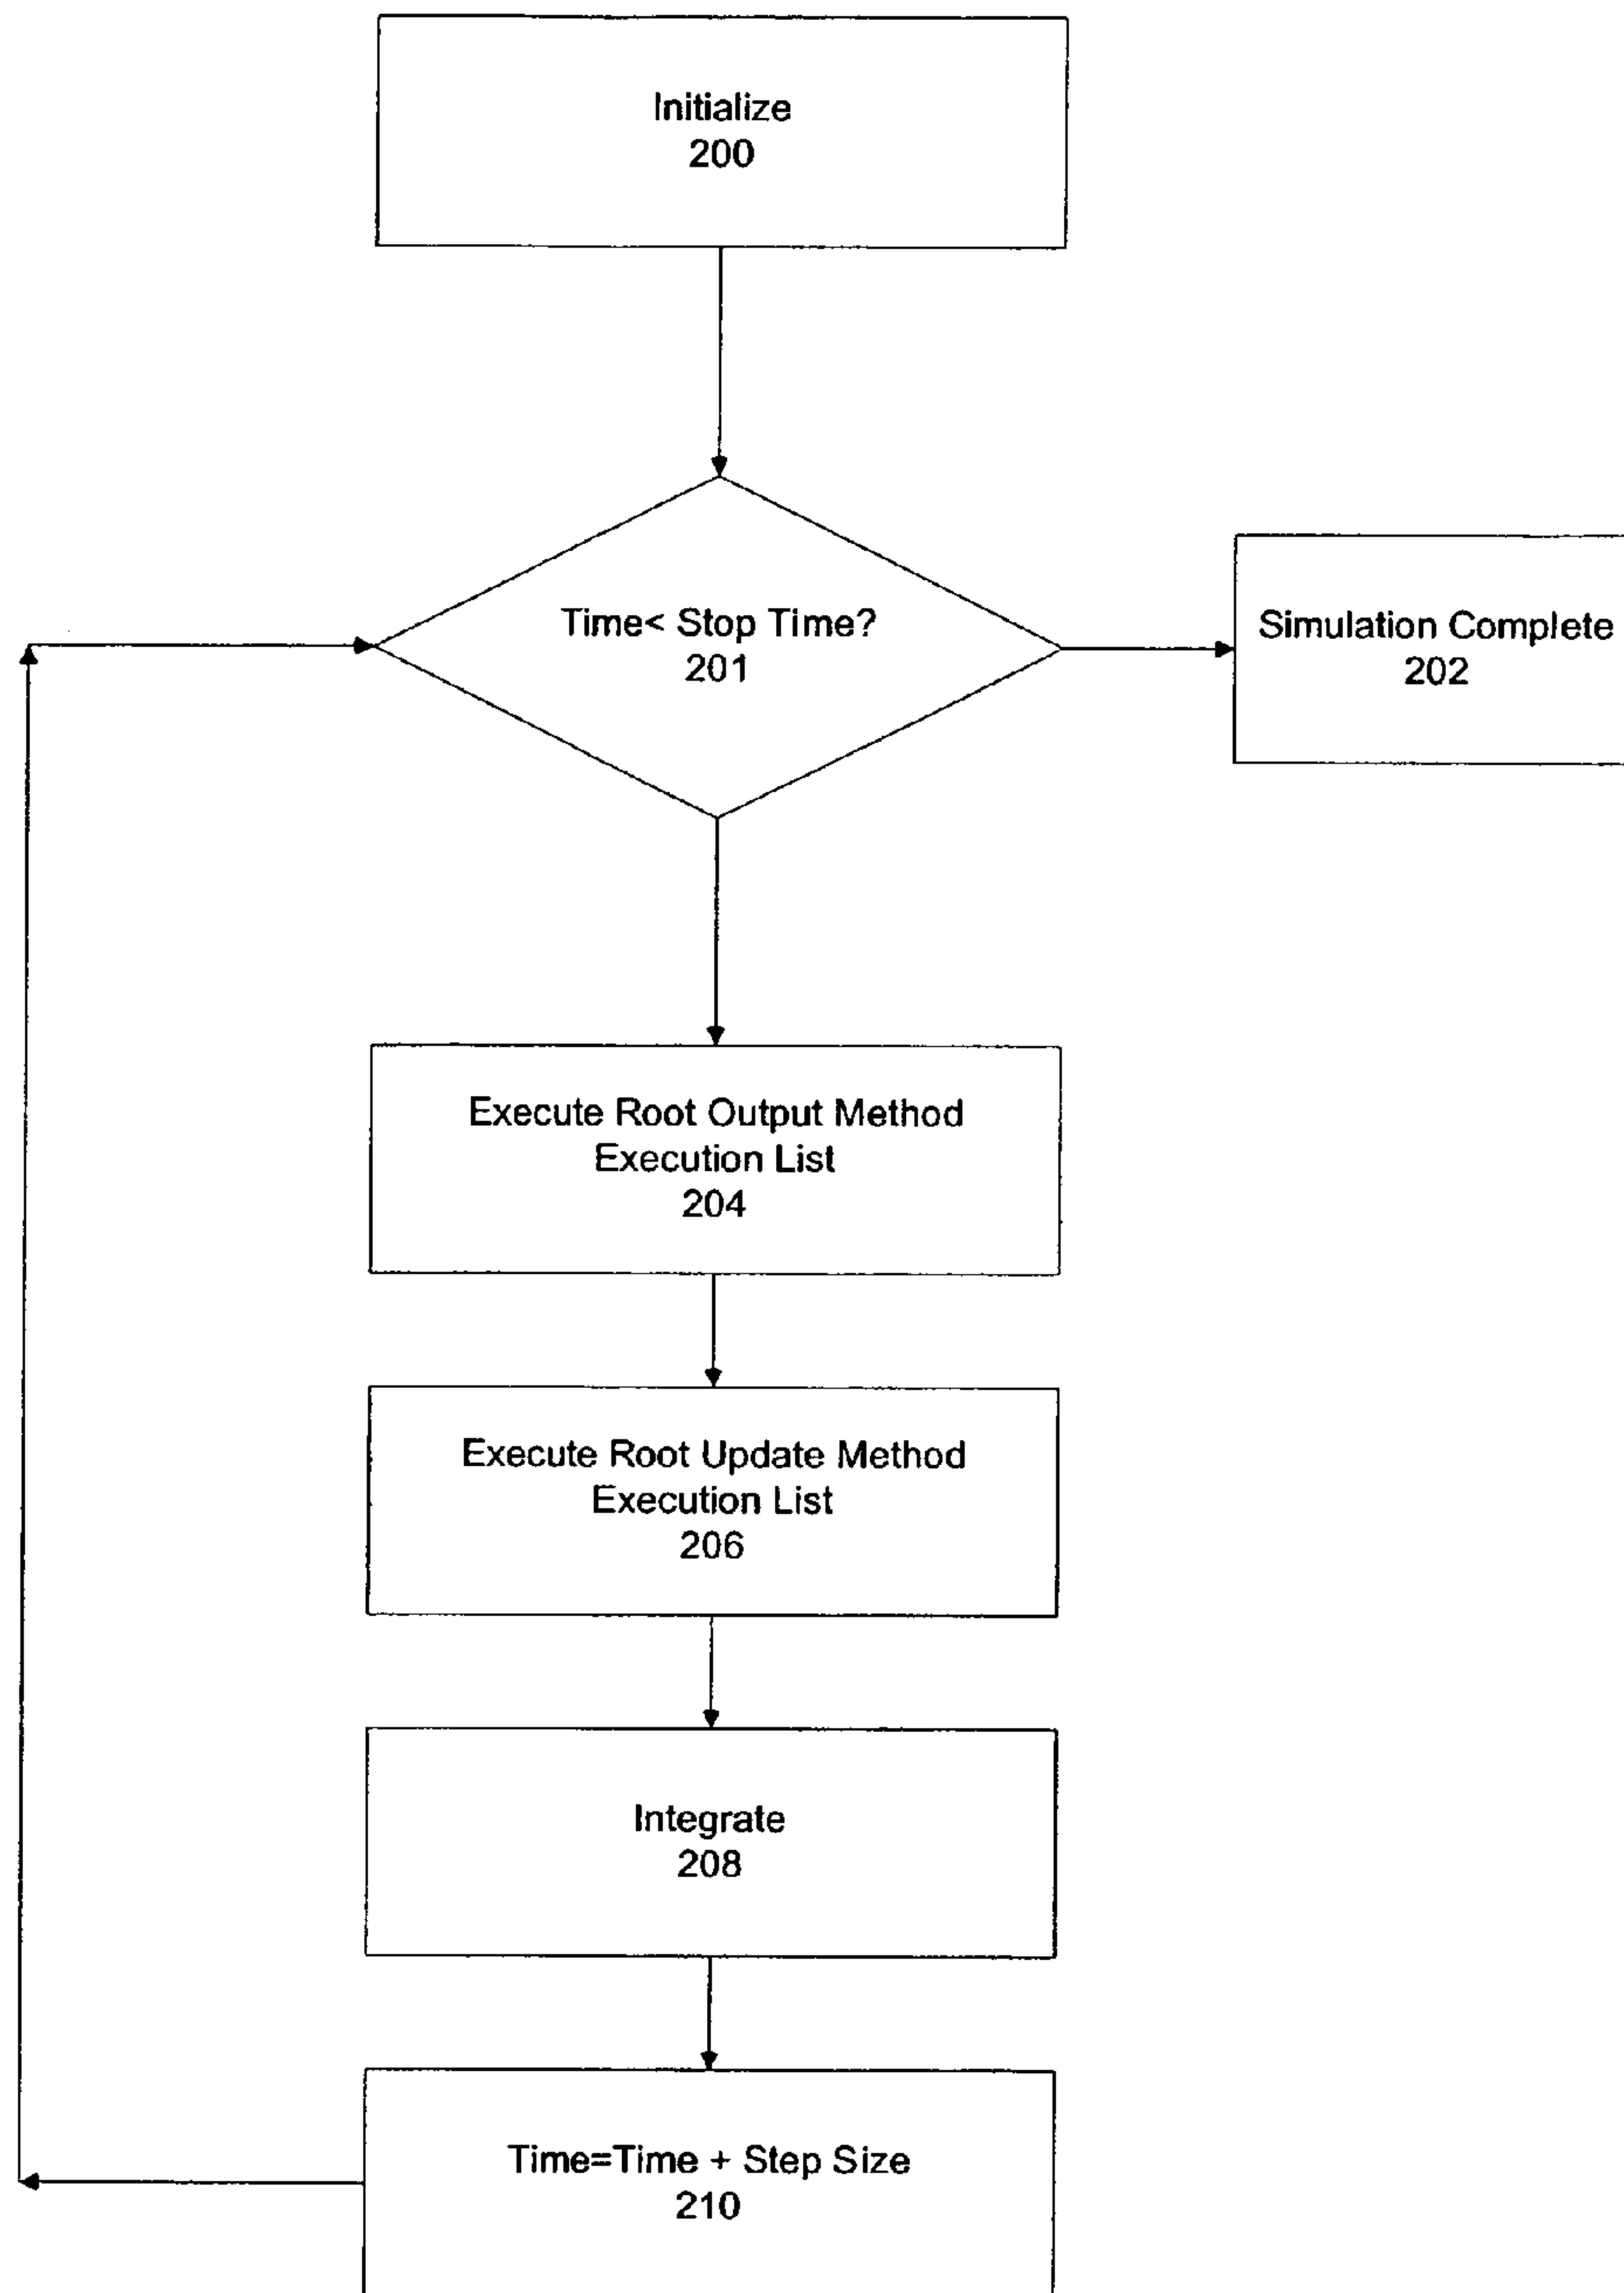 Initialize
200
Time< Stop Time?
201
Simulation Complete
202
Execute Root Output Method
Execution List
204
Execute Root Update Method
Execution List
206
Integrate
208
Time=Time + Step Size
210